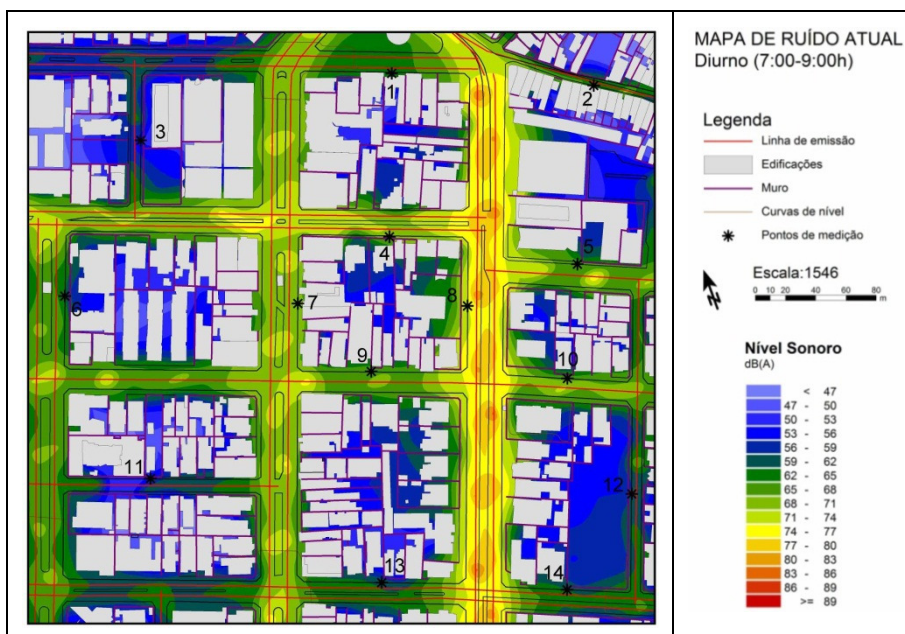 MAPA DE RUÍDO ATUAL
Diurno (7:00-9:00h)
Legenda
Linha de emissão
Edificações
Muro
Curvas de nível
Pontos de medição
Escala:1546
0 10 20 40 60 80
m
Nível Sonoro
dB(A)
< 47
47 - 50
50 - 53
53 - 56
56 - 59
59 - 62
62 - 65
65 - 68
68 - 71
71 - 74
74 - 77
77 - 80
80 - 83
83 - 86
86 - 89
>= 89
1
2
3
4
5
6
7
8
9
10
11
12
13
14